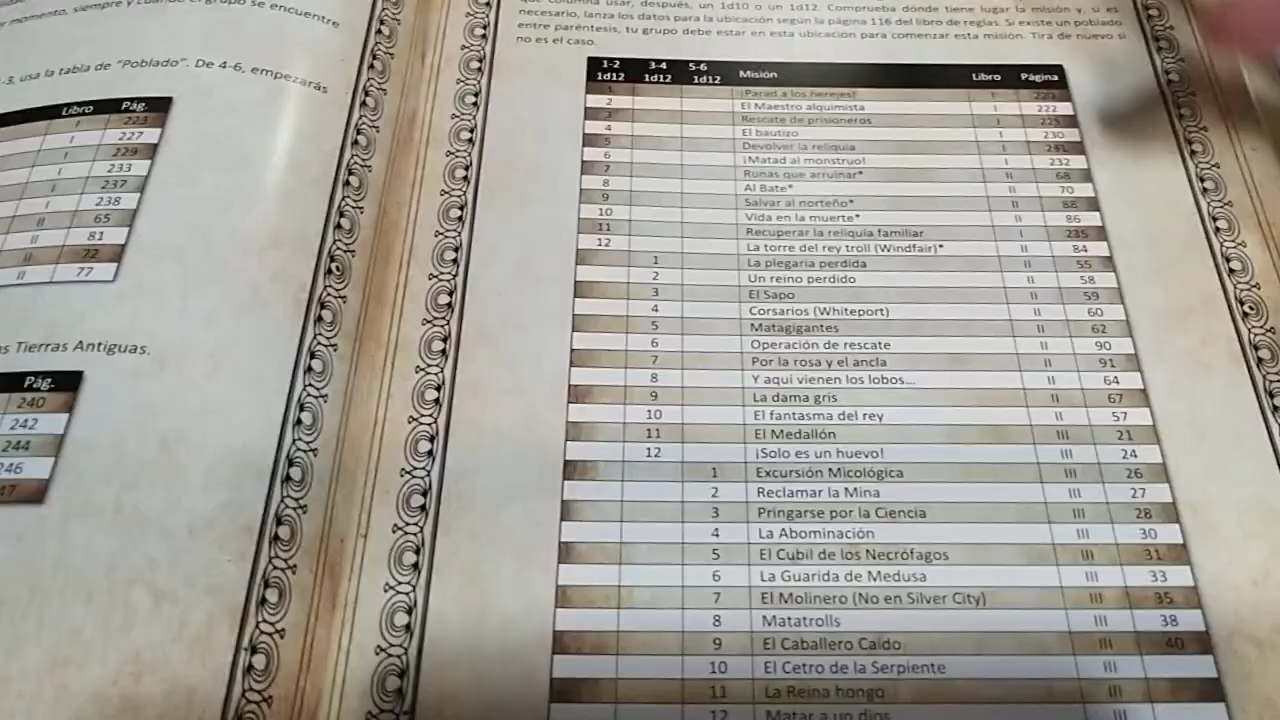 momento, siempre y cuando el grupo se encuentre
-3, usa la tabla de "Poblado". De 4-6, empezarás
Libro Pág.
I 223
I 227
I 229
I 233
I 237
I 238
II 65
II 81
II 72
II 77
s Tierras Antiguas.
Pág.
240
242
244
246
47
columna usar, después, un 1d10 o un 1d12. Comprueba dónde tiene lugar la misión y, si es
necesario, lanza los datos para la ubicación según la página 116 del libro de reglas. Si existe un poblado
entre paréntesis, tu grupo debe estar en esta ubicación para comenzar esta misión. Tira de nuevo si
no es el caso.
1-2 3-4 5-6
1d12 1d12 1d12 Misión Libro Página
1 ¡Parad a los herejes! I 220
2 El Maestro alquimista I 222
3 Rescate de prisioneros I 225
4 El bautizo I 230
5 Devolver la reliquia I 231
6 ¡Matad al monstruo! I 232
7 Runas que arruinar* II 68
8 Al Bate* II 70
9 Salvar al norteño* II 88
10 Vida en la muerte* II 86
11 Recuperar la reliquia familiar I 235
12 La torre del rey troll (Windfair)* II 84
1 La plegaria perdida II 55
2 Un reino perdido II 58
3 El Sapo II 59
4 Corsarios (Whiteport) II 60
5 Matagigantes II 62
6 Operación de rescate II 90
7 Por la rosa y el ancla II 91
8 Y aquí vienen los lobos... II 64
9 La dama gris II 67
10 El fantasma del rey II 57
11 El Medallón III 21
12 ¡Solo es un huevo! III 24
1 Excursión Micológica III 26
2 Reclamar la Mina III 27
3 Pringarse por la Ciencia III 28
4 La Abominación III 30
5 El Cubil de los Necrófagos III 31
6 La Guarida de Medusa III 33
7 El Molinero (No en Silver City) III 35
8 Matatrolls III 38
9 El Caballero Caído III 40
10 El Cetro de la Serpiente III
11 La Reina hongo III
12 Matar a un dios III